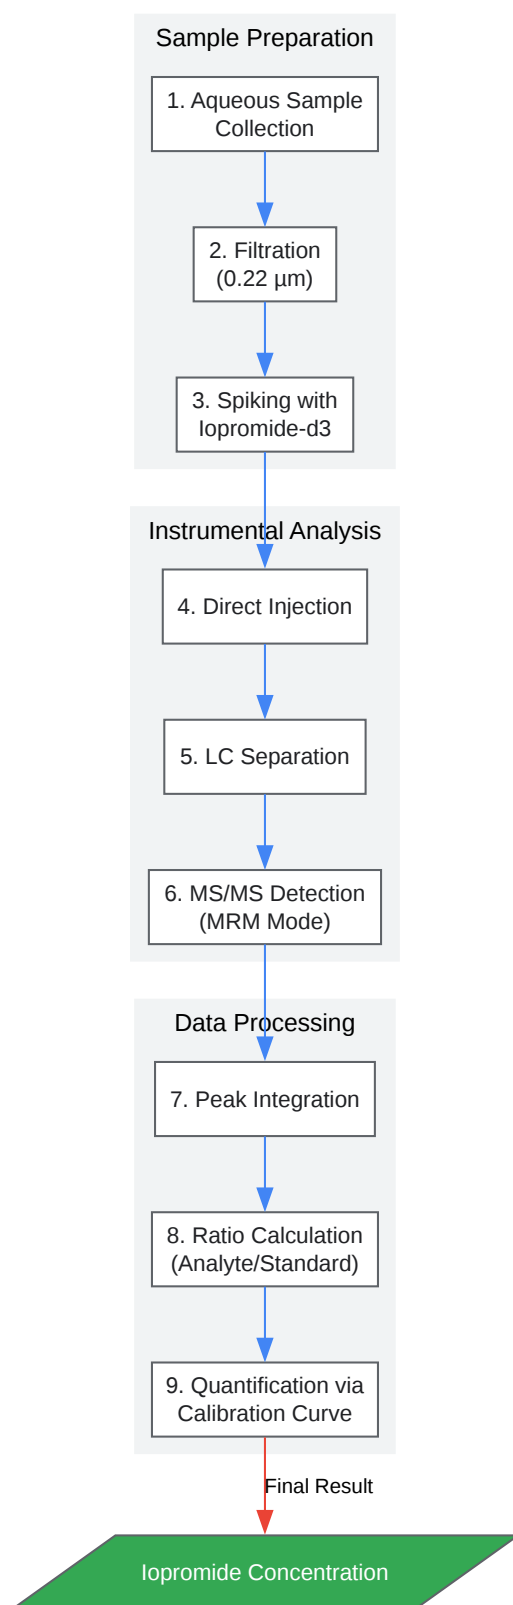 Sample Preparation
1. Aqueous Sample
Collection
2. Filtration
(0.22 µm)
3. Spiking with
Iopromide-d3
Instrumental Analysis
4. Direct Injection
5. LC Separation
6. MS/MS Detection
(MRM Mode)
Data Processing
7. Peak Integration
8. Ratio Calculation
(Analyte/Standard)
9. Quantification via
Calibration Curve
Final Result
Iopromide Concentration